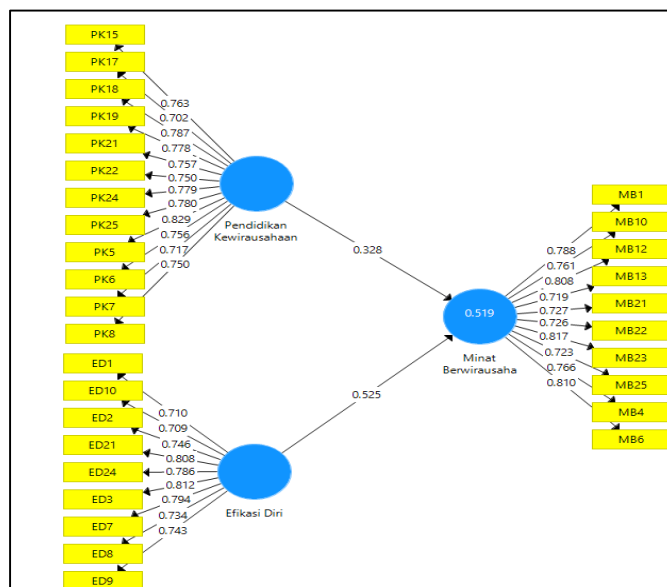 PK15
PK17
PK18
PK19
PK21
PK22
PK24
PK25
PK5
PK6
PK7
PK8
0.763
0.702
0.787
0.778
0.757
0.750
0.779
0.780
0.829
0.756
0.717
0.750
Pendidikan
Kewirausahaan
0.328
ED1
ED10
ED2
ED21
ED24
ED3
ED7
ED8
ED9
0.710
0.709
0.746
0.808
0.786
0.812
0.794
0.734
0.743
Efikasi Diri
0.525
0.519
Minat
Berwirausaha
0.788
0.761
0.808
0.719
0.727
0.726
0.817
0.723
0.766
0.810
MB1
MB10
MB12
MB13
MB21
MB22
MB23
MB25
MB4
MB6